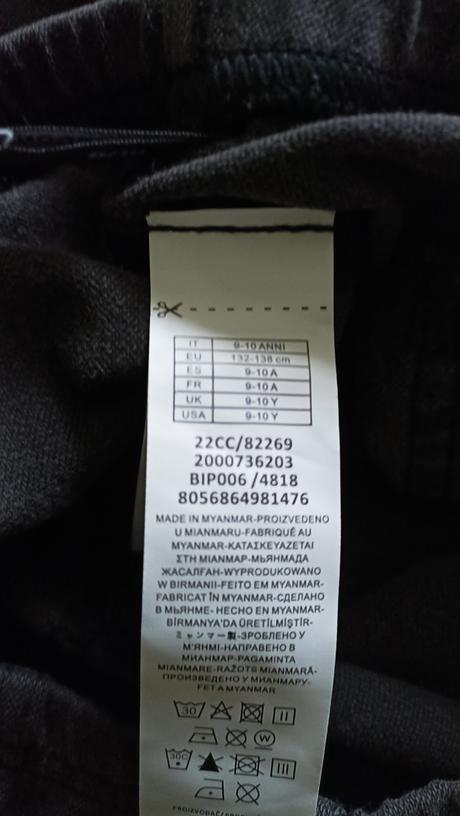 IT 9-10 ANNI
EU 132-138 cm
ES 9-10 A
FR 9-10 A
UK 9-10 Y
USA 9-10 Y
22CC/82269
2000736203
BIP006 /4818
8056864981476
MADE IN MYANMAR-PROIZVEDENO
U MIANMARU-FABRIQUÉ AU
MYANMAR-ΚΑΤΑΣΚΕΥΑΖΕΤΑΙ
ΣΤΗ ΜΙΑΝΜΑΡ-МЬЯНМАДА
ЖАСАЛҒАН-WYPRODUKOWANO
W BIRMANII-FEITO EM MYANMAR-
FABRICAT ÎN MYANMAR-СДЕЛАНО
В МЬЯНМЕ- HECHO EN MYANMAR-
BİRMANYA'DA ÜRETİLMİŞTİR-
ミャンマー製-ЗРОБЛЕНО У
М'ЯНМІ-НАПРАВЕНО В
МИАНМАР-PAGAMINTA
MIANMARE-RAŽOTS MIANMARĀ-
ПРОИЗВЕДЕНО У МИАНМАРУ-
FET A MYANMAR
30 II
W
30C III
PROIZVOĐAČ/